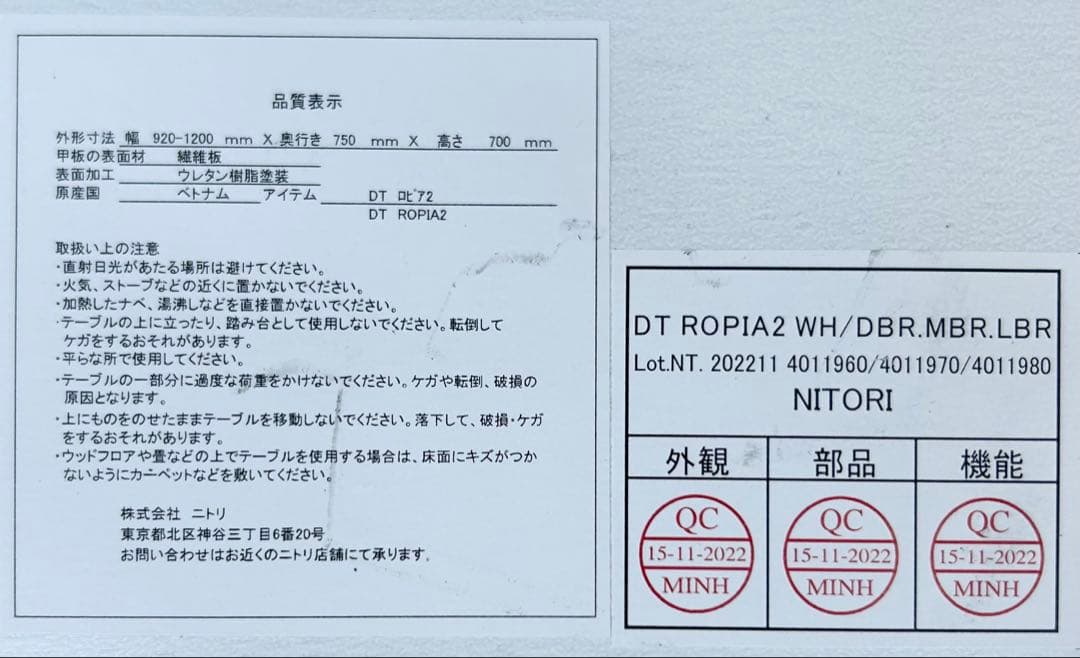 品質表示
外形寸法 幅 920-1200 mm X 奥行き 750 mm X 高さ 700 mm
甲板の表面材 繊維板
表面加工 ウレタン樹脂塗装
原産国 ベトナム アイテム DT ﾛﾋﾟｱ2
DT ROPIA2
取扱い上の注意
・直射日光があたる場所は避けてください。
・火気、ストーブなどの近くに置かないでください。
・加熱したナベ、湯沸しなどを直接置かないでください。
・テーブルの上に立ったり、踏み台として使用しないでください。転倒して
ケガをするおそれがあります。
・平らな所で使用してください。
・テーブルの一部分に過度な荷重をかけないでください。ケガや転倒、破損の
原因となります。
・上にものをのせたままテーブルを移動しないでください。落下して、破損・ケガ
をするおそれがあります。
・ウッドフロアや畳などの上でテーブルを使用する場合は、床面にキズがつか
ないようにカーペットなどを敷いてください。
株式会社 ニトリ
東京都北区神谷三丁目6番20号
お問い合わせはお近くのニトリ店舗にて承ります。
DT ROPIA2 WH/DBR.MBR.LBR
Lot.NT. 202211 4011960/4011970/4011980
NITORI
外観 部品 機能
QC QC QC
15-11-2022 15-11-2022 15-11-2022
MINH MINH MINH